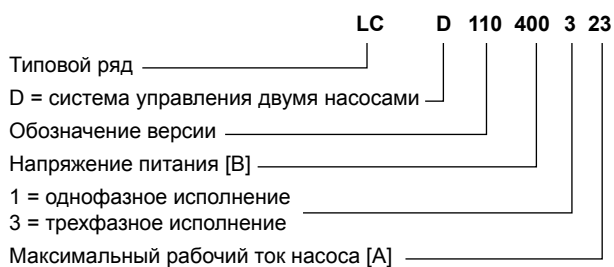 LC D 110 400 3 23
Типовой ряд
D = система управления двумя насосами
Обозначение версии
Напряжение питания [В]
1 = однофазное исполнение
3 = трехфазное исполнение
Максимальный рабочий ток насоса [А]